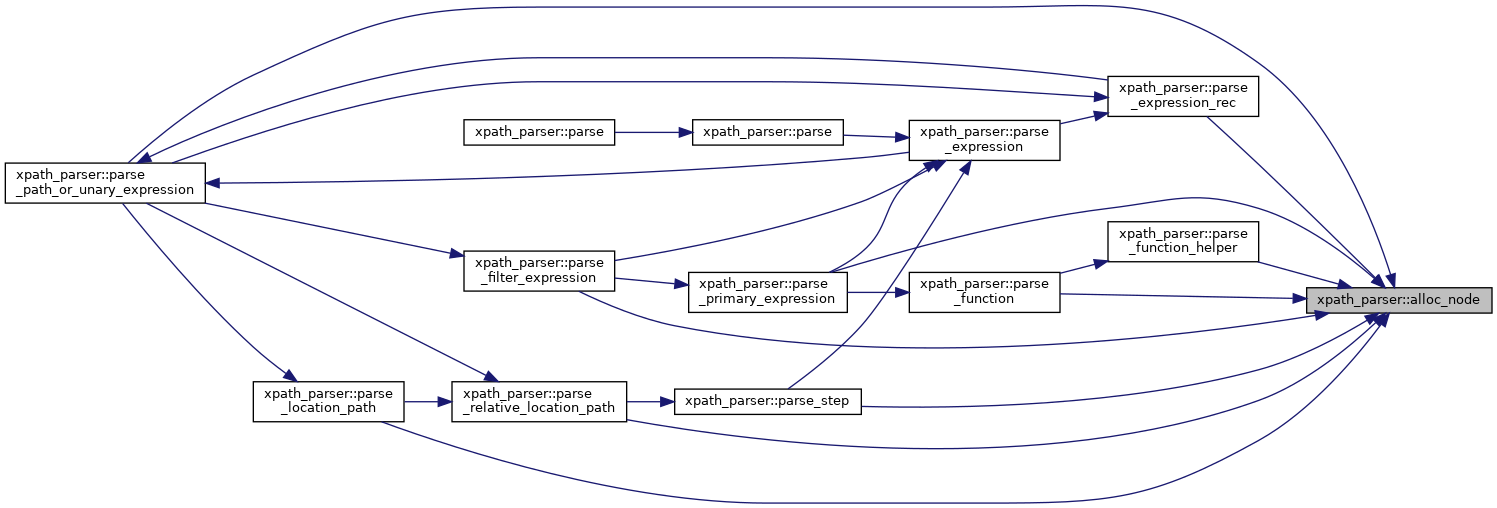 xpath_parser::parse
_expression_rec
xpath_parser::parse
xpath_parser::parse
xpath_parser::parse
_expression
xpath_parser::parse
_path_or_unary_expression
xpath_parser::parse
_function_helper
xpath_parser::parse
_filter_expression
xpath_parser::parse
_primary_expression
xpath_parser::parse
_function
xpath_parser::alloc_node
xpath_parser::parse
_location_path
xpath_parser::parse
_relative_location_path
xpath_parser::parse_step